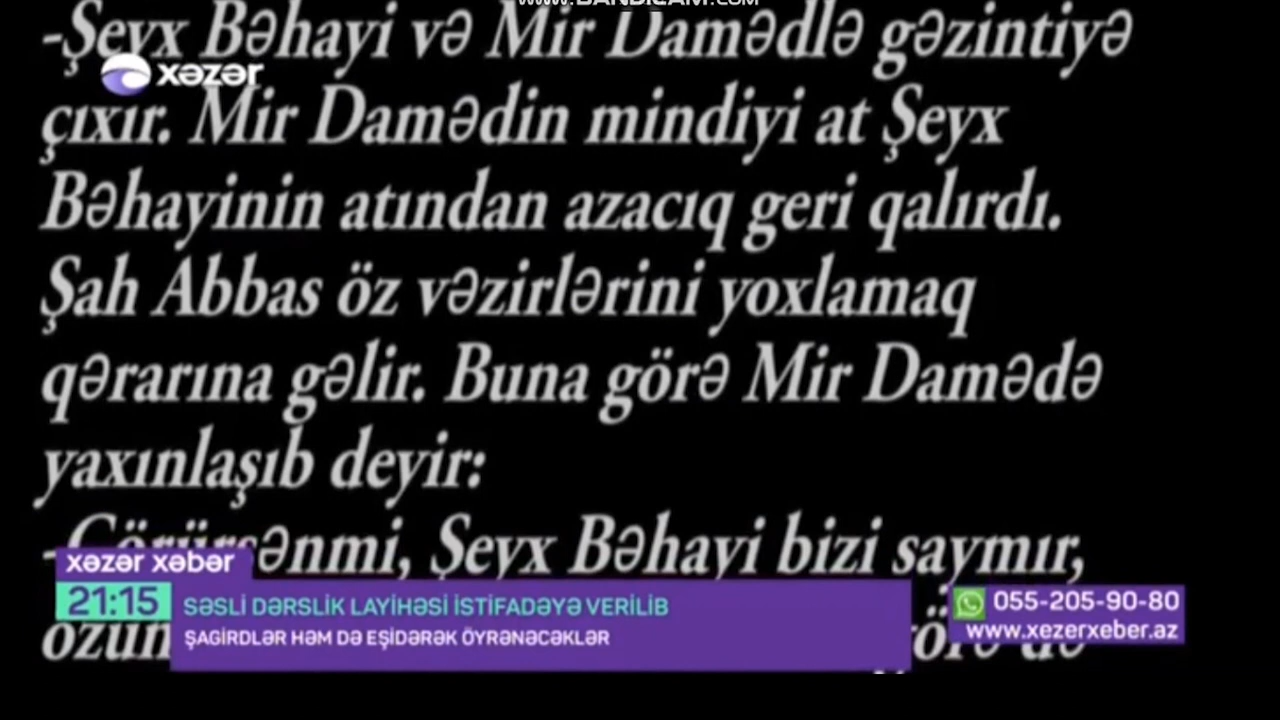 www.BANDICAM.com
-Şeyx Bəhayi və Mir Damədlə gəzintiyə
xəzər
çıxır. Mir Damədin mindiyi at Şeyx
Bəhayinin atından azacıq geri qalırdı.
Şah Abbas öz vəzirlərini yoxlamaq
qərarına gəlir. Buna görə Mir Damədə
yaxınlaşıb deyir:
-Görürsənmi, Şeyx Bəhayi bizi saymır,
xəzər xəbər
21:15
SƏSLİ DƏRSLİK LAYİHƏSİ İSTİFADƏYƏ VERİLİB
ŞAGİRDLƏR HƏM DƏ EŞİDƏRƏK ÖYRƏNƏCƏKLƏR
055-205-90-80
www.xezerxeber.az